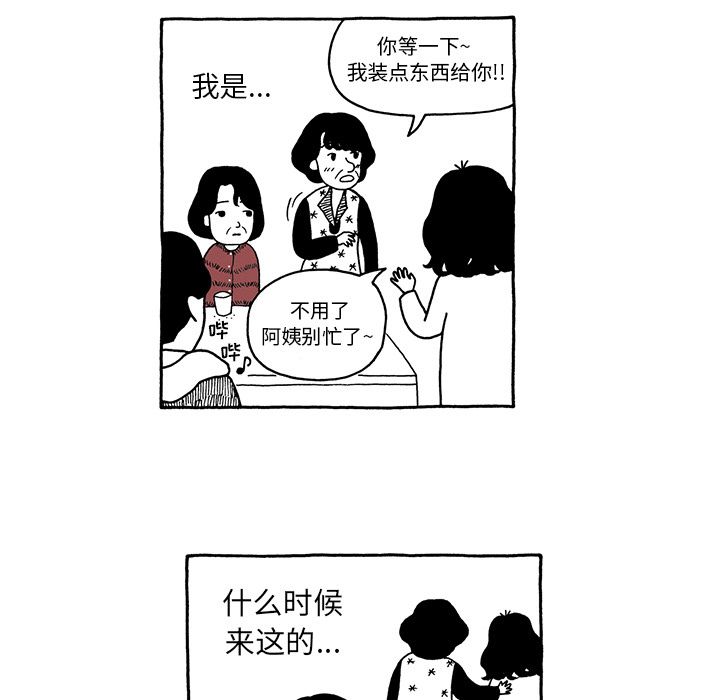 我是...
你等一下~
我装点东西给你!!
不用了
阿姨别忙了~
哔
哔♪
什么时候
来这的...